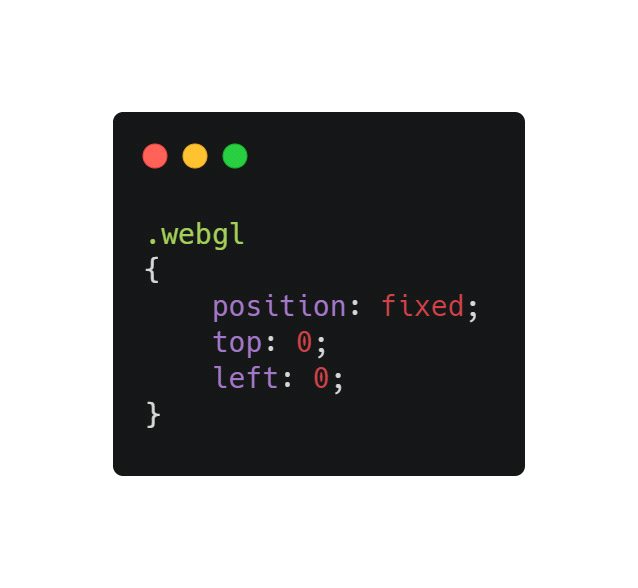 .webgl
{
    position: fixed;
    top: 0;
    left: 0;
}